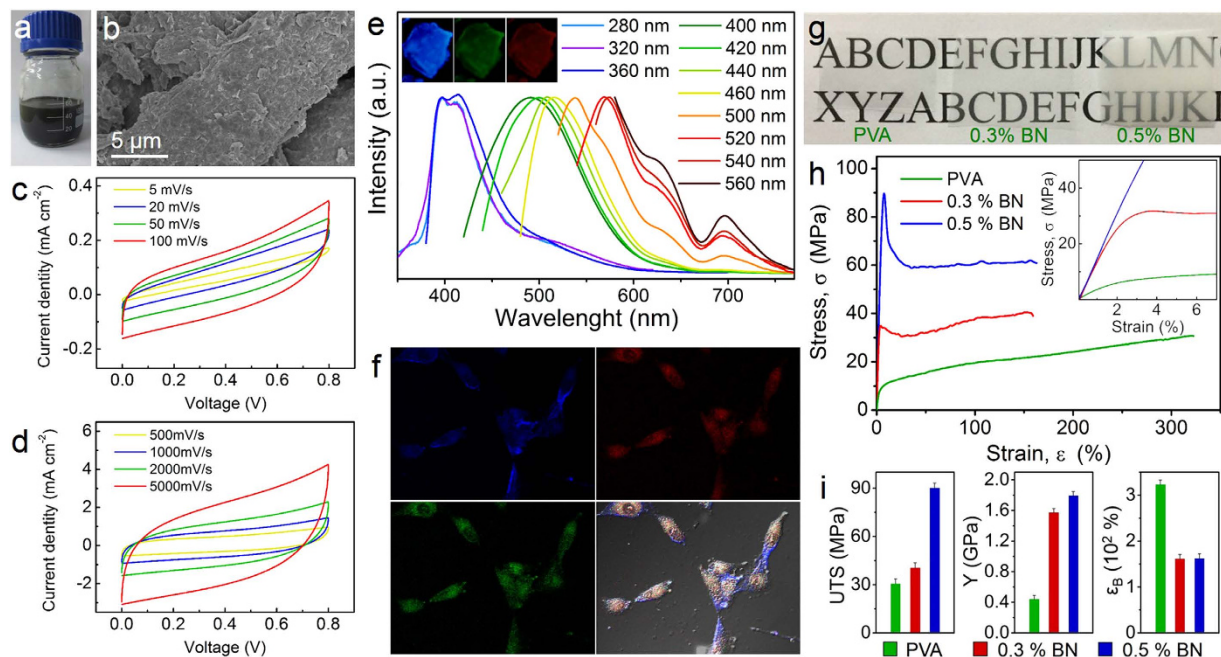 a
40
20
b
5 µm
c
5 mV/s
20 mV/s
50 mV/s
100 mV/s
0.4
0.2
0.0
-0.2
Current dentity (mA cm⁻²)
0.0 0.2 0.4 0.6 0.8
Voltage (V)
d
500mV/s
1000mV/s
2000mV/s
5000mV/s
6
4
2
0
-2
Current dentity (mA cm⁻²)
0.0 0.2 0.4 0.6 0.8
Voltage (V)
e
280 nm
320 nm
360 nm
400 nm
420 nm
440 nm
460 nm
500 nm
520 nm
540 nm
560 nm
Intensity (a.u.)
400 500 600 700
Wavelenght (nm)
f
g
ABCDEFGHIJKLMN
XYZABCDEFGHIJKL
PVA 0.3% BN 0.5% BN
h
PVA
0.3 % BN
0.5 % BN
100
80
60
40
20
0
Stress, σ (MPa)
0 100 200 300
Strain, ε (%)
50
30
10
Stress, σ (MPa)
0 2 4 6
Strain (%)
i
90
60
30
0
UTS (MPa)
2.0
1.6
1.2
0.8
0.4
0.0
Y (GPa)
3
2
1
0
ε_B (10² %)
PVA 0.3 % BN 0.5 % BN